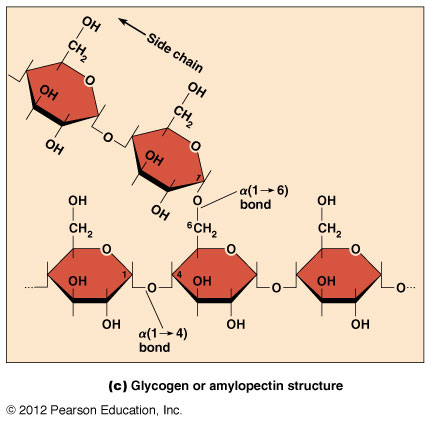 OH
CH2
Side chain
O
OH
OH
O
OH
CH2
O
OH
1
OH
O
α(1→6)
bond
OH
CH2
6
CH2
OH
CH2
O
O
O
OH
1
4
OH
OH
O
O
O
OH
OH
OH
α(1→4)
bond
(c) Glycogen or amylopectin structure
© 2012 Pearson Education, Inc.